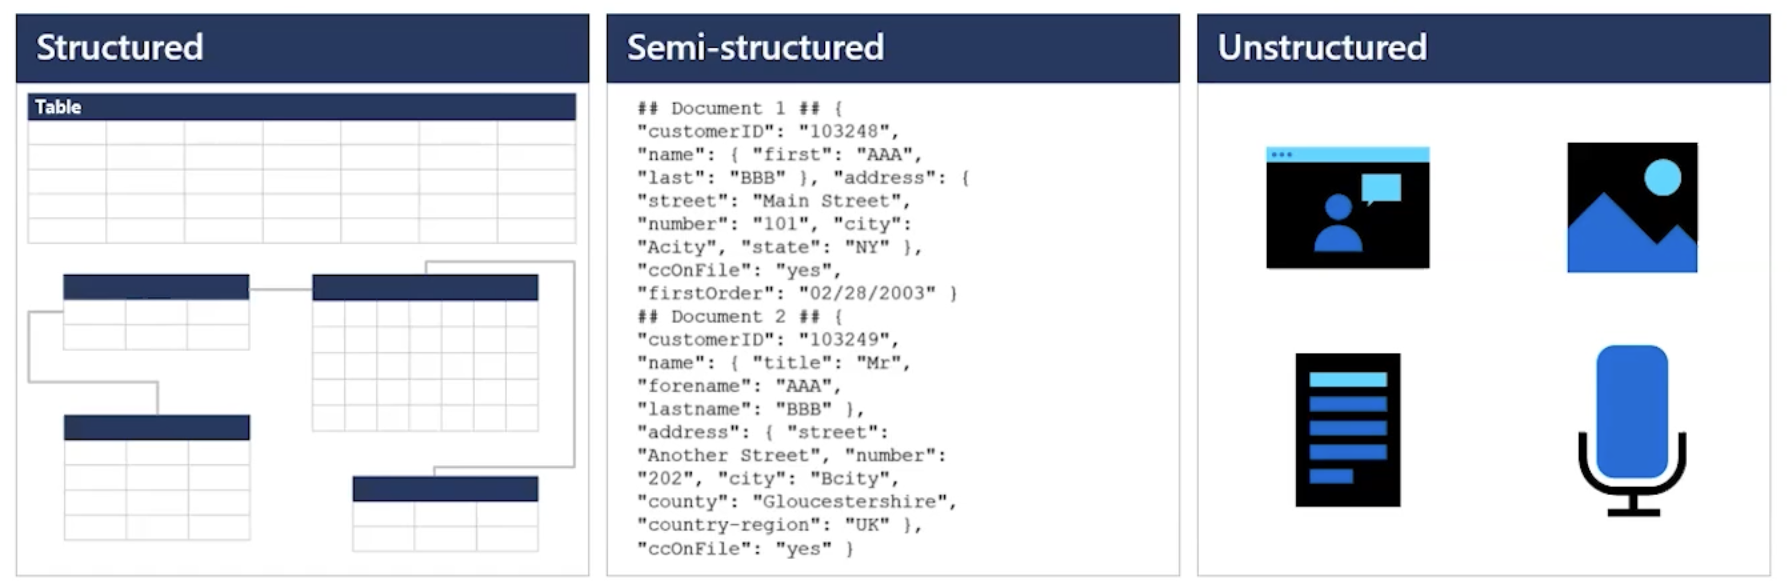 Structured
Table
Semi-structured
## Document 1 ## {
"customerID": "103248",
"name": { "first": "AAA",
"last": "BBB" }, "address": {
"street": "Main Street",
"number": "101", "city":
"Acity", "state": "NY" },
"ccOnFile": "yes",
"firstOrder": "02/28/2003" }
## Document 2 ## {
"customerID": "103249",
"name": { "title": "Mr",
"forename": "AAA",
"lastname": "BBB" },
"address": { "street":
"Another Street", "number":
"202", "city": "Bcity",
"county": "Gloucestershire",
"country-region": "UK" },
"ccOnFile": "yes" }
Unstructured